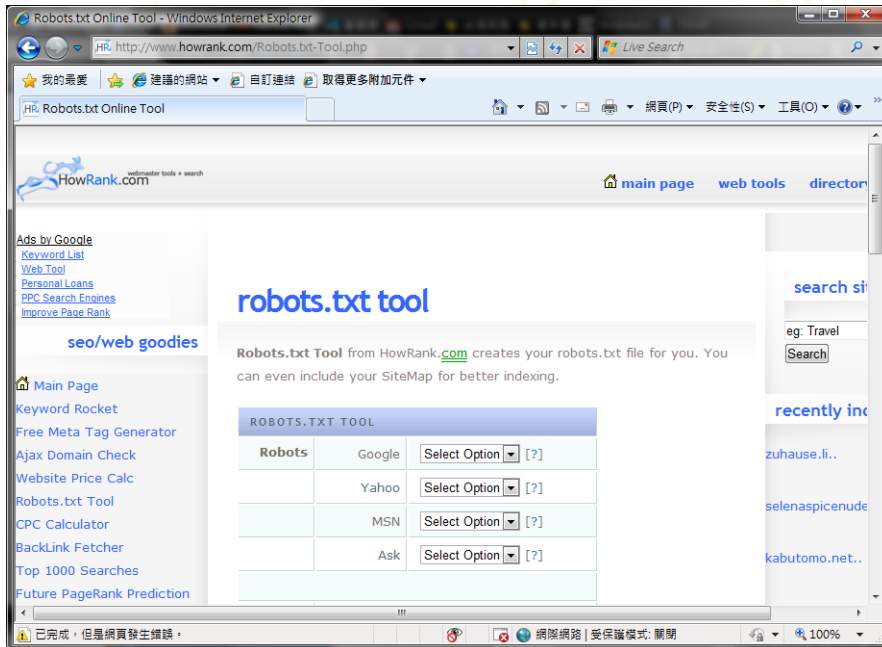 Robots.txt Online Tool - Windows Internet Explorer
http://www.howrank.com/Robots.txt-Tool.php
Live Search
我的最愛
建議的網站
自訂連結
取得更多附加元件
Robots.txt Online Tool
網頁(P)
安全性(S)
工具(O)
HowRank.com
webmaster tools + search
main page
web tools
director
Ads by Google
Keyword List
Web Tool
Personal Loans
PPC Search Engines
Improve Page Rank
seo/web goodies
Main Page
Keyword Rocket
Free Meta Tag Generator
Ajax Domain Check
Website Price Calc
Robots.txt Tool
CPC Calculator
BackLink Fetcher
Top 1000 Searches
Future PageRank Prediction
robots.txt tool
Robots.Txt Tool from HowRank.com creates your robots.txt file for you. You
can even include your SiteMap for better indexing.
ROBOTS.TXT TOOL
Robots Google Select Option [?]
Yahoo Select Option [?]
MSN Select Option [?]
Ask Select Option [?]
search si
eg: Travel
Search
recently in
zuhause.li..
selenaspicenude
kabutomo.net..
已完成，但是網頁發生錯誤。
網際網路 | 受保護模式: 關閉
100%